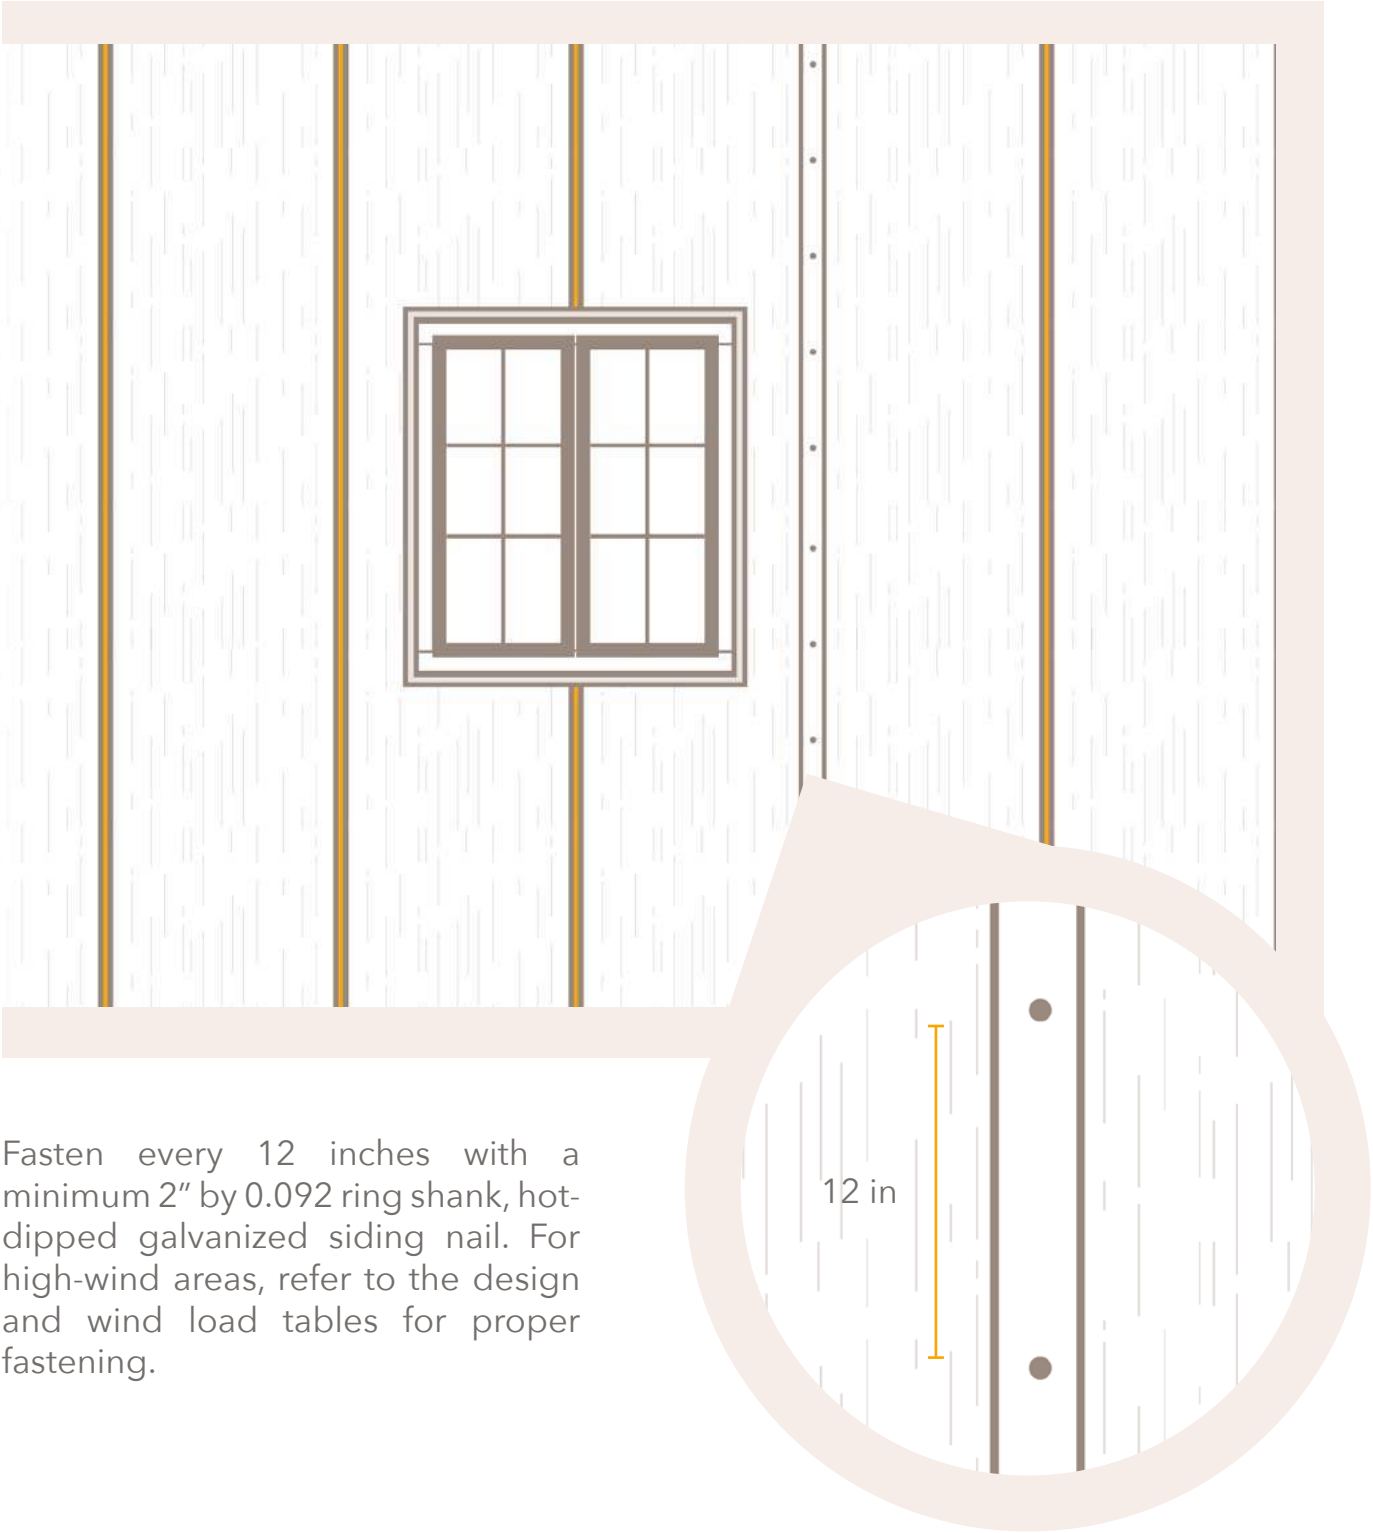 Fasten every 12 inches with a
minimum 2” by 0.092 ring shank, hot-
dipped galvanized siding nail. For
high-wind areas, refer to the design
and wind load tables for proper
fastening.
12 in